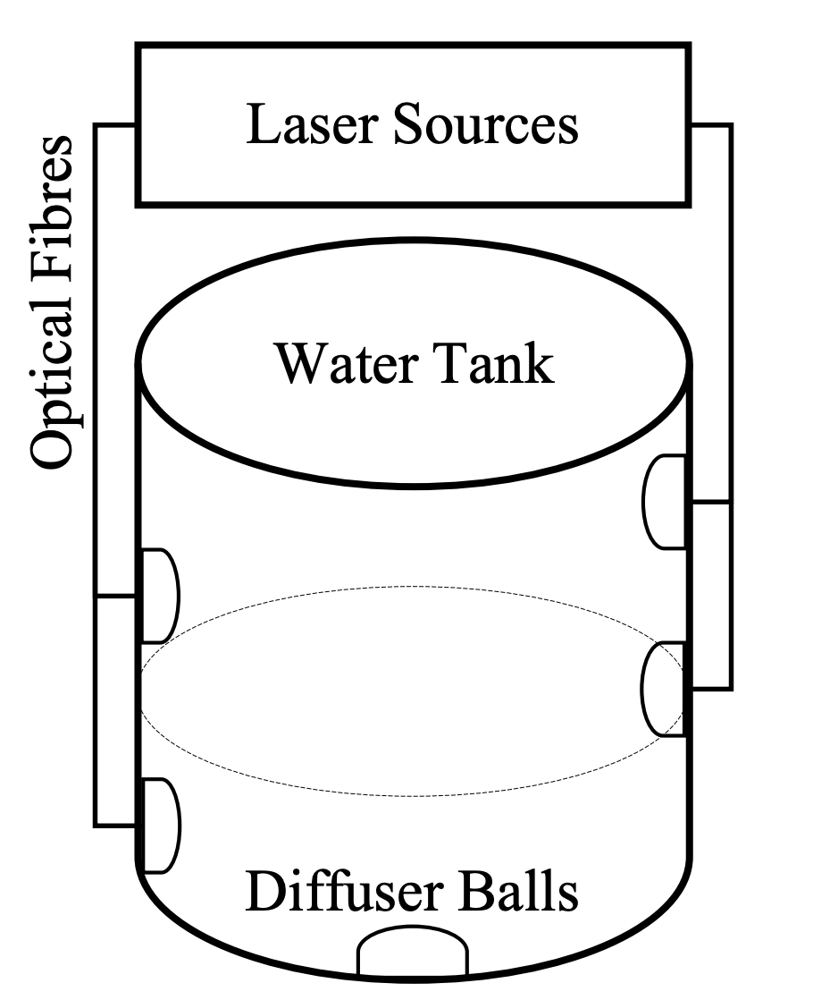 Laser Sources
Optical Fibres
Water Tank
Diffuser Balls